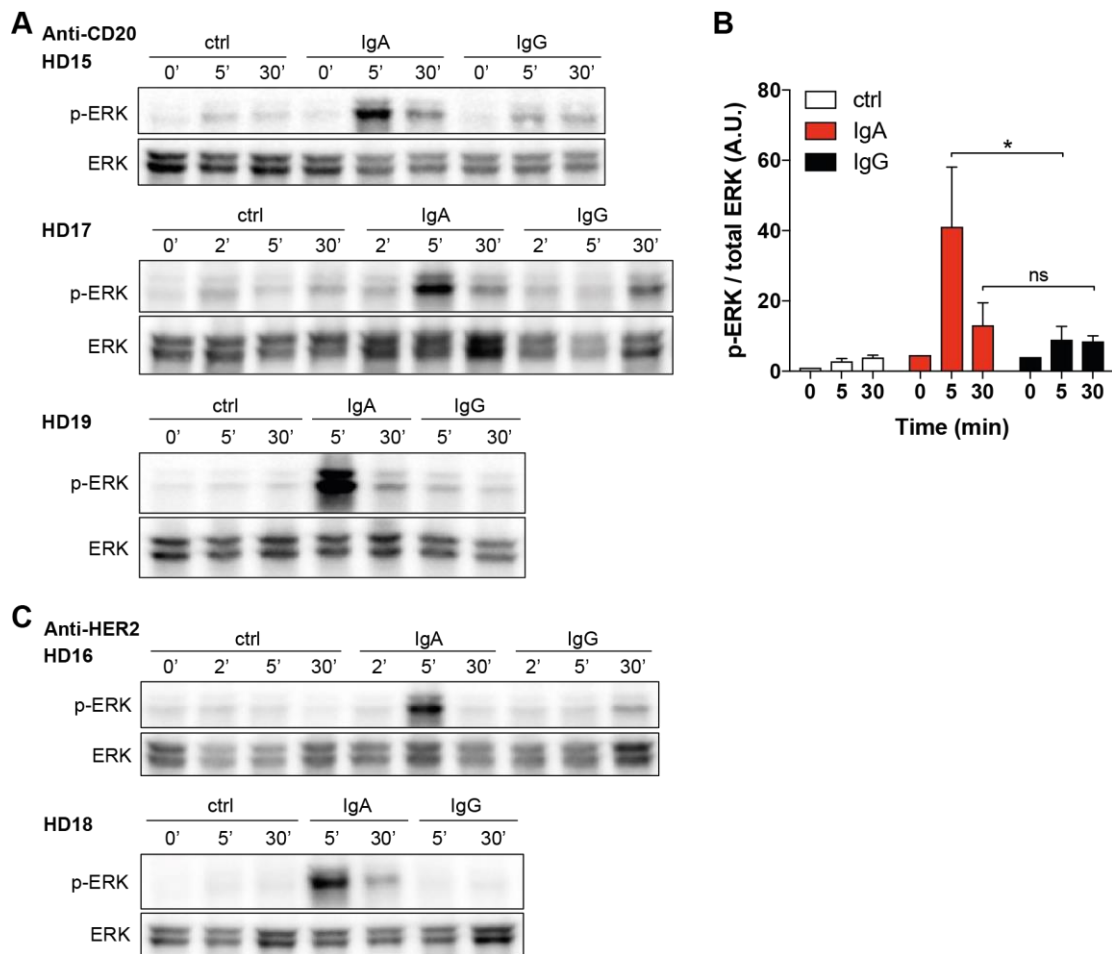 A
Anti-CD20
HD15
ctrl IgA IgG
0’ 5’ 30’ 0’ 5’ 30’ 0’ 5’ 30’
p-ERK
ERK
HD17
ctrl IgA IgG
0’ 2’ 5’ 30’ 2’ 5’ 30’ 2’ 5’ 30’
p-ERK
ERK
HD19
ctrl IgA IgG
0’ 5’ 30’ 5’ 30’ 5’ 30’
p-ERK
ERK
B
p-ERK / total ERK (A.U.)
80
60
40
20
0
ctrl
IgA
IgG
*
ns
0 5 30 0 5 30 0 5 30
Time (min)
C
Anti-HER2
HD16
ctrl IgA IgG
0’ 2’ 5’ 30’ 2’ 5’ 30’ 2’ 5’ 30’
p-ERK
ERK
HD18
ctrl IgA IgG
0’ 5’ 30’ 5’ 30’ 5’ 30’
p-ERK
ERK